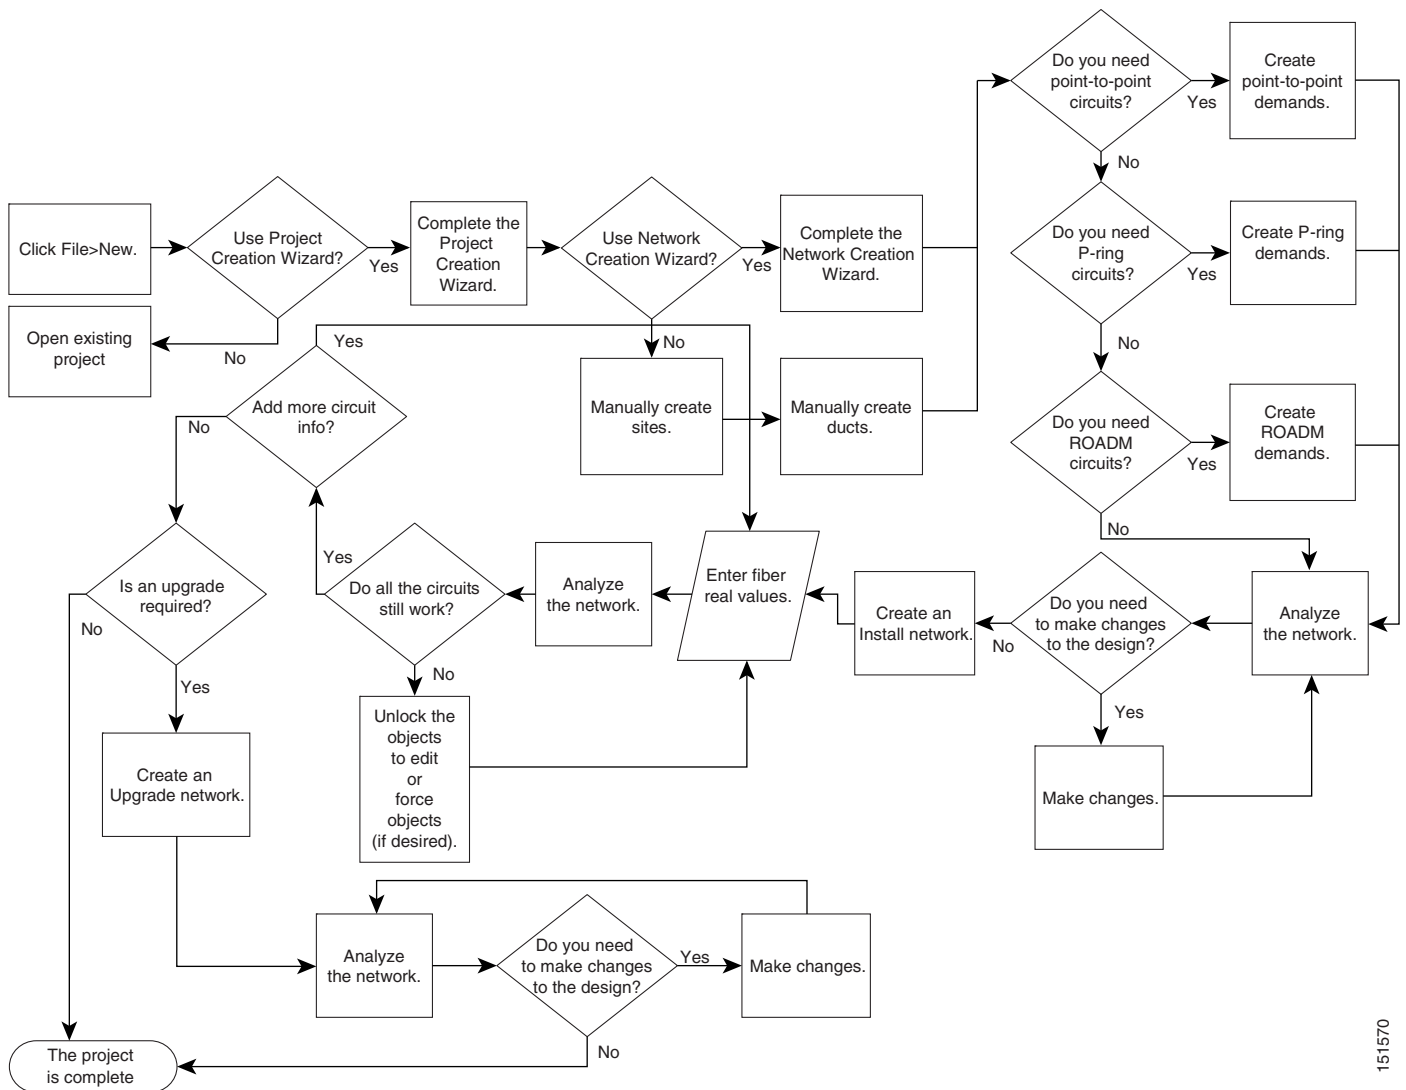 Click File>New.
Use Project
Creation Wizard?
Yes
No
Open existing
project
Complete the
Project
Creation
Wizard.
Use Network
Creation Wizard?
Yes
No
Complete the
Network Creation
Wizard.
Manually create
sites.
Manually create
ducts.
Do you need
point-to-point
circuits?
Yes
No
Create
point-to-point
demands.
Do you need
P-ring
circuits?
Yes
No
Create P-ring
demands.
Do you need
ROADM
circuits?
Yes
No
Create
ROADM
demands.
Analyze
the network.
Do you need
to make changes
to the design?
No
Yes
Make changes.
Create an
Install network.
Enter fiber
real values.
Analyze
the network.
Do all the circuits
still work?
Yes
No
Unlock the
objects
to edit
or
force
objects
(if desired).
Add more circuit
info?
Yes
No
Is an upgrade
required?
No
Yes
Create an
Upgrade network.
Analyze
the network.
Do you need
to make changes
to the design?
Yes
No
Make changes.
The project
is complete
151570